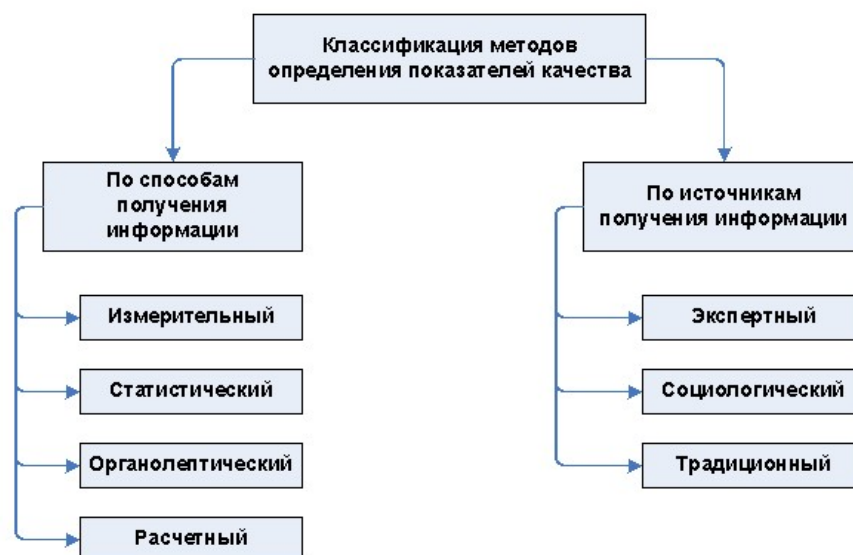 Классификация методов
определения показателей качества
По способам
получения
информации
Измерительный
Статистический
Органолептический
Расчетный
По источникам
получения информации
Экспертный
Социологический
Традиционный